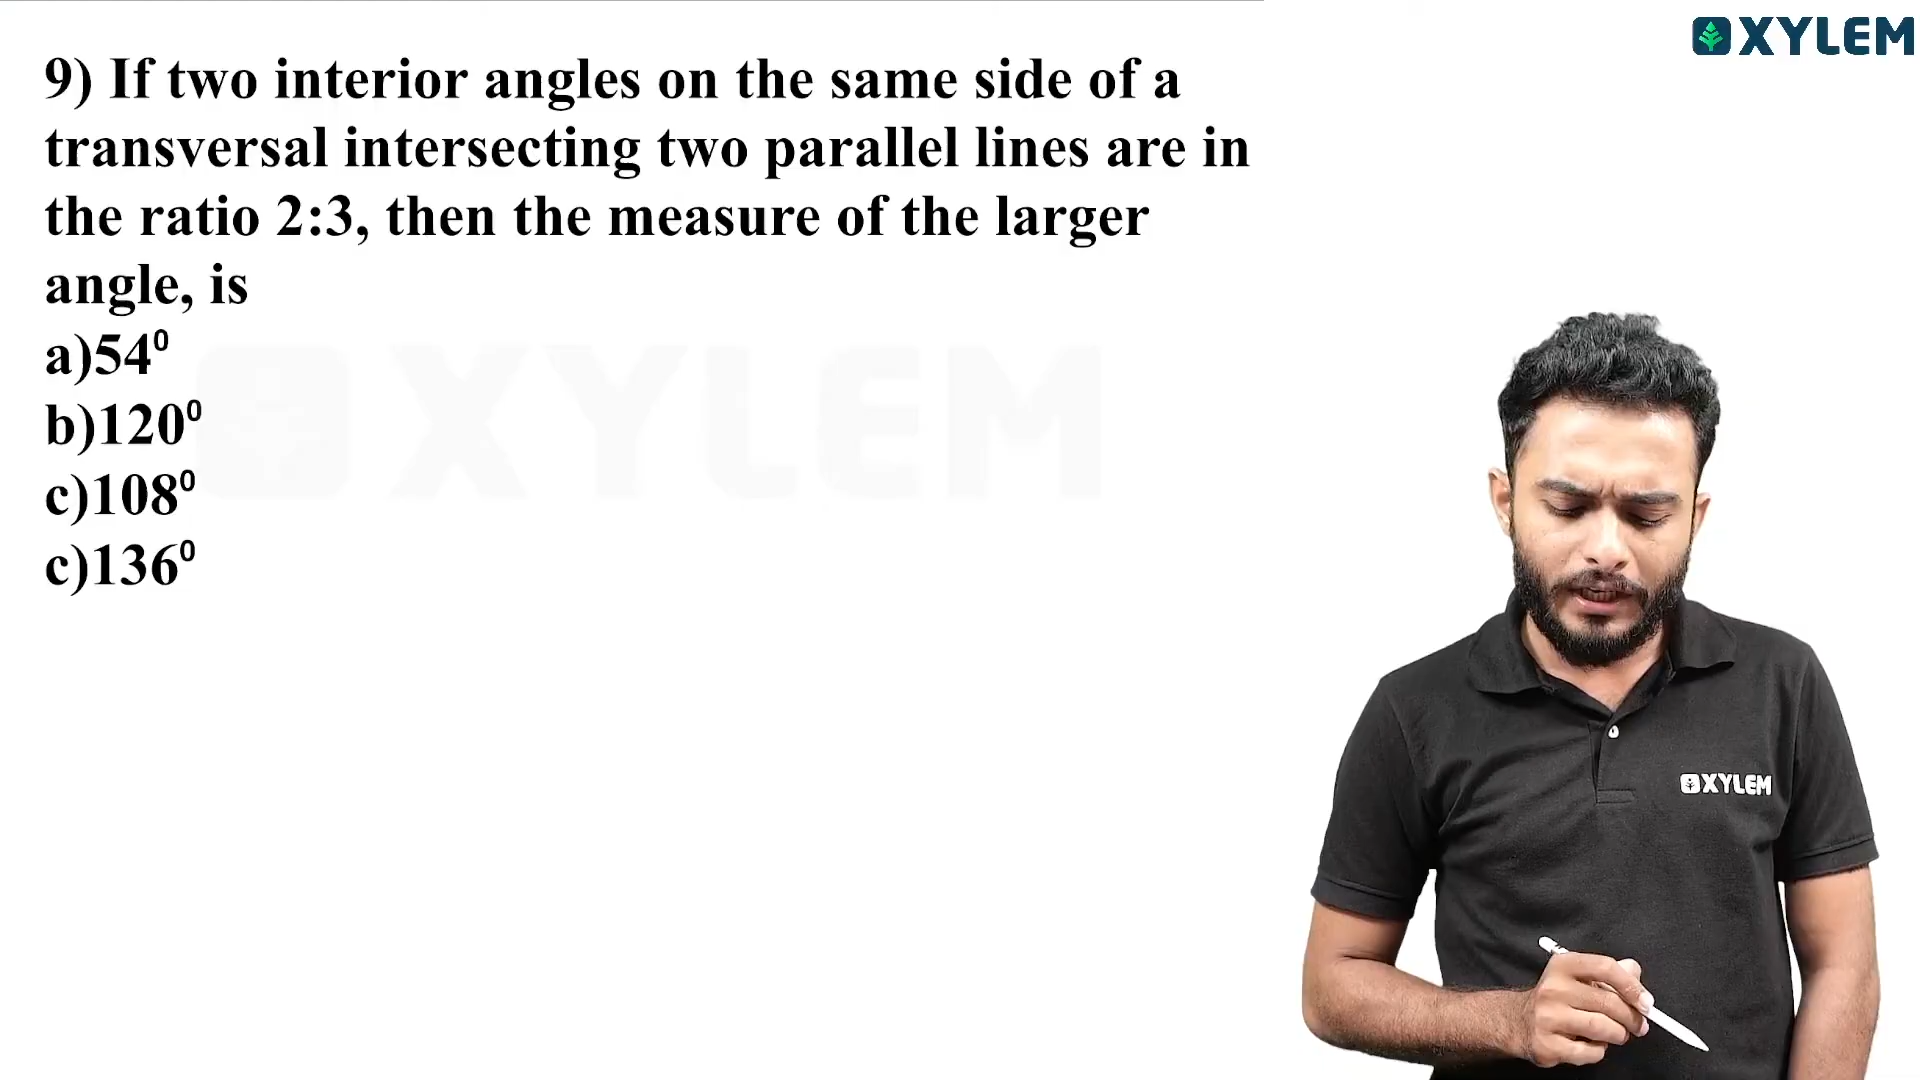 XYLEM
9) If two interior angles on the same side of a
transversal intersecting two parallel lines are in
the ratio 2:3, then the measure of the larger
angle, is
a)54⁰
b)120⁰
c)108⁰
c)136⁰
XYLEM
XYLEM